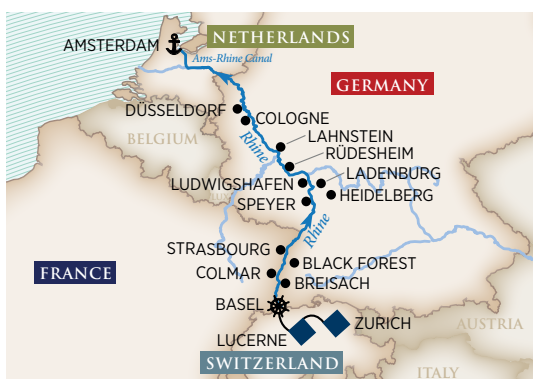 AMSTERDAM
NETHERLANDS
Ams-Rhine Canal
GERMANY
DÜSSELDORF
COLOGNE
BELGIUM
Rhine
LAHNSTEIN
RÜDESHEIM
LADENBURG
LUDWIGSHAFEN
HEIDELBERG
SPEYER
Rhine
STRASBOURG
BLACK FOREST
FRANCE
COLMAR
BREISACH
BASEL
ZURICH
AUSTRIA
LUCERNE
SWITZERLAND
ITALY